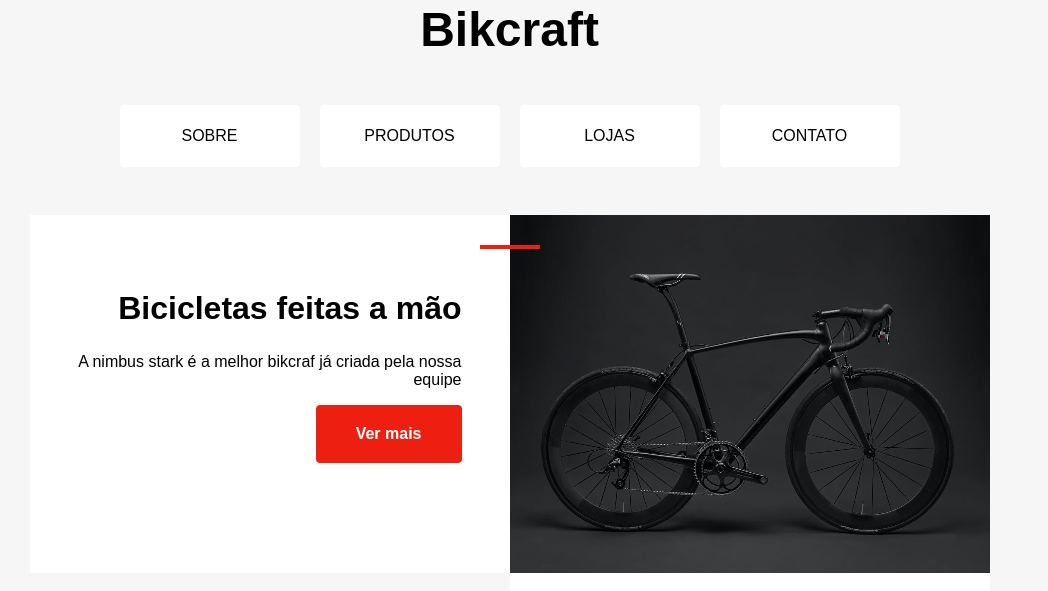 Bikcraft
SOBRE
PRODUTOS
LOJAS
CONTATO
Bicicletas feitas a mão
A nimbus stark é a melhor bikcraf já criada pela nossa
equipe
Ver mais